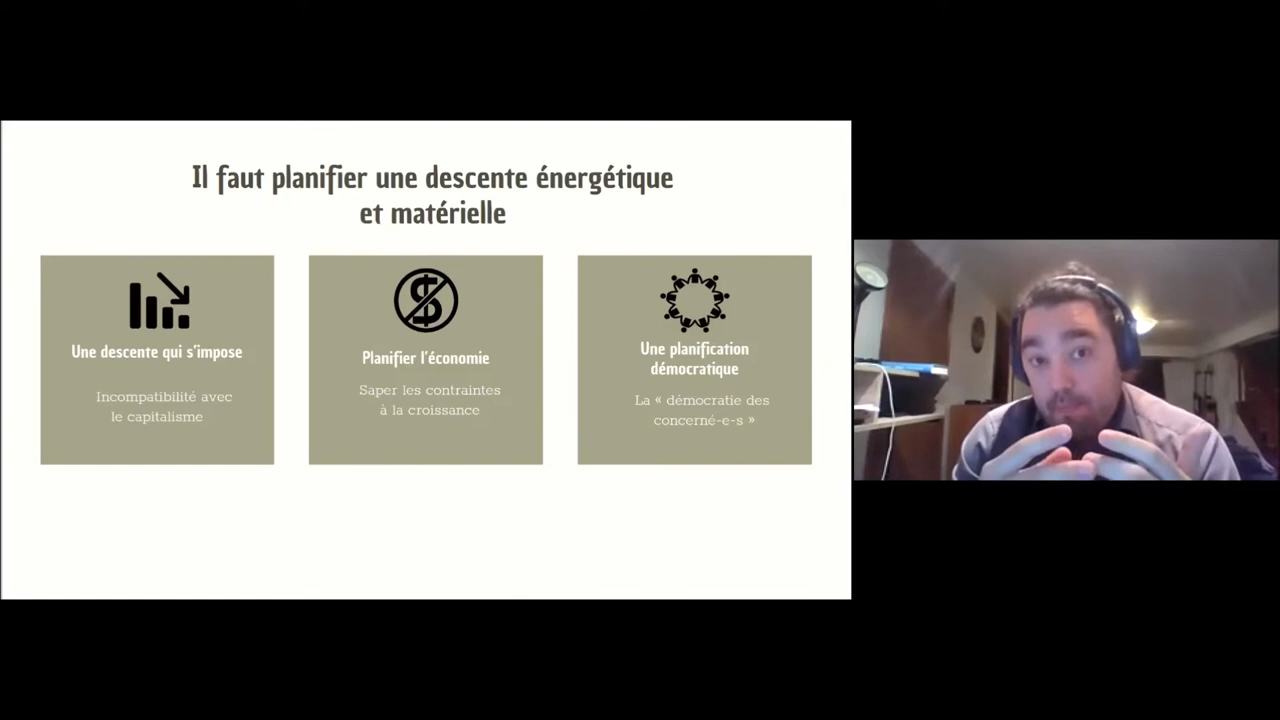 Il faut planifier une descente énergétique
et matérielle
Une descente qui s'impose
Incompatibilité avec
le capitalisme
Planifier l'économie
Saper les contraintes
à la croissance
Une planification
démocratique
La « démocratie des
concerné-e-s »